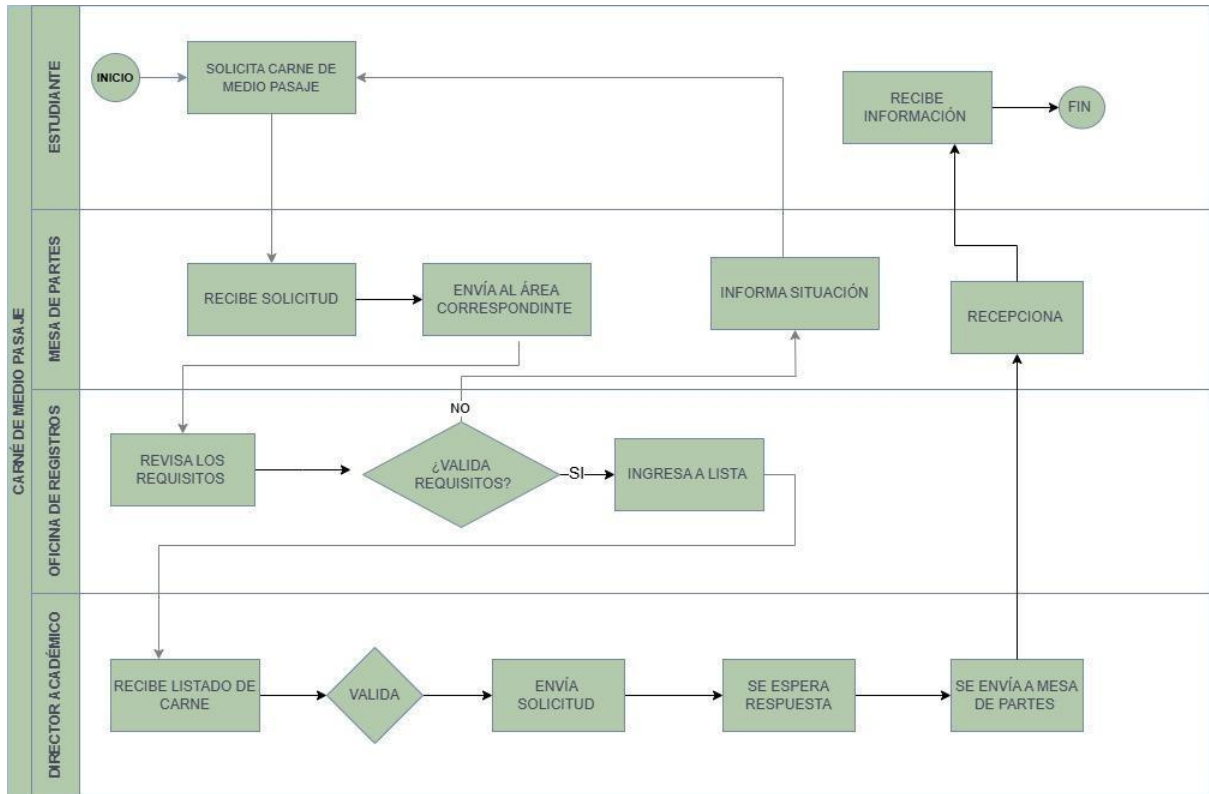 CARNÉ DE MEDIO PASAJE
ESTUDIANTE
INICIO
SOLICITA CARNE DE
MEDIO PASAJE
RECIBE
INFORMACIÓN
FIN
MESA DE PARTES
RECIBE SOLICITUD
ENVÍA AL ÁREA
CORRESPONDINTE
INFORMA SITUACIÓN
RECEPCIONA
OFICINA DE REGISTROS
REVISA LOS
REQUISITOS
NO
¿VALIDA
REQUISITOS?
SI
INGRESA A LISTA
DIRECTOR ACADÉMICO
RECIBE LISTADO DE
CARNE
VALIDA
ENVÍA
SOLICITUD
SE ESPERA
RESPUESTA
SE ENVÍA A MESA
DE PARTES